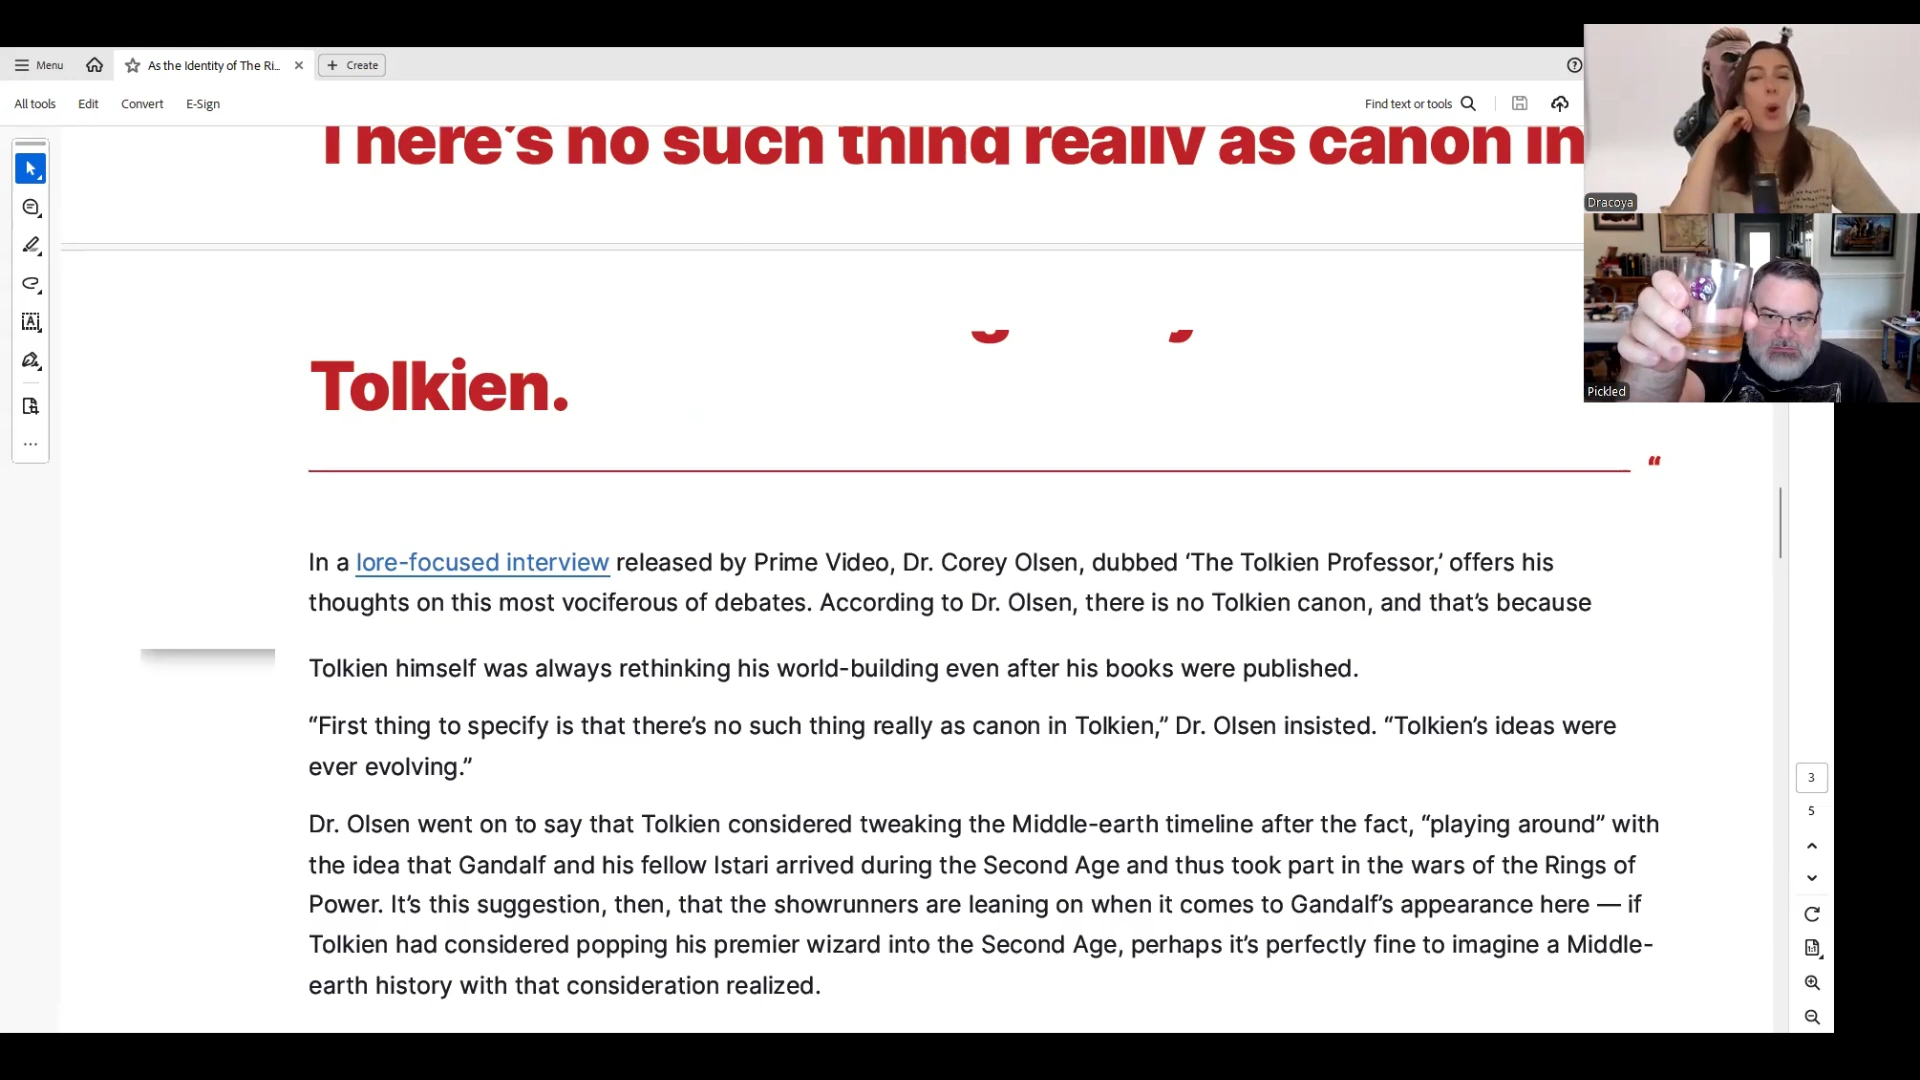 Menu
As the Identity of The Ri...
Create
All tools
Edit
Convert
E-Sign
Find text or tools
There's no such thing really as canon in
Dracoya
Pickled
Tolkien.
“
In a lore-focused interview released by Prime Video, Dr. Corey Olsen, dubbed ‘The Tolkien Professor,’ offers his
thoughts on this most vociferous of debates. According to Dr. Olsen, there is no Tolkien canon, and that’s because
Tolkien himself was always rethinking his world-building even after his books were published.
“First thing to specify is that there’s no such thing really as canon in Tolkien,” Dr. Olsen insisted. “Tolkien’s ideas were
ever evolving.”
Dr. Olsen went on to say that Tolkien considered tweaking the Middle-earth timeline after the fact, “playing around” with
the idea that Gandalf and his fellow Istari arrived during the Second Age and thus took part in the wars of the Rings of
Power. It’s this suggestion, then, that the showrunners are leaning on when it comes to Gandalf’s appearance here — if
Tolkien had considered popping his premier wizard into the Second Age, perhaps it’s perfectly fine to imagine a Middle-
earth history with that consideration realized.
3
5